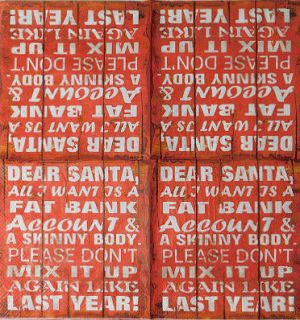 DEAR SANTA,
ALL I WANT IS A
FAT BANK
Account &
A SKINNY BODY.
PLEASE DON'T
MIX IT UP
AGAIN LIKE
LAST YEAR!
DEAR SANTA,
ALL I WANT IS A
FAT BANK
Account &
A SKINNY BODY.
PLEASE DON'T
MIX IT UP
AGAIN LIKE
LAST YEAR!
DEAR SANTA,
ALL I WANT IS A
FAT BANK
Account &
A SKINNY BODY.
PLEASE DON'T
MIX IT UP
AGAIN LIKE
LAST YEAR!
DEAR SANTA,
ALL I WANT IS A
FAT BANK
Account &
A SKINNY BODY.
PLEASE DON'T
MIX IT UP
AGAIN LIKE
LAST YEAR!